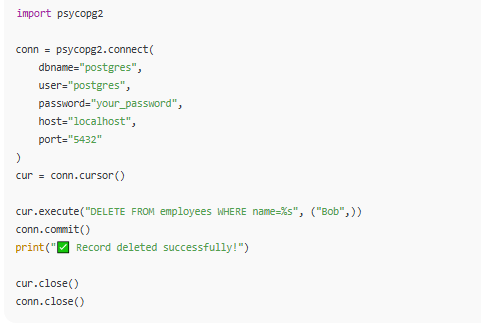 import psycopg2

conn = psycopg2.connect(
    dbname="postgres",
    user="postgres",
    password="your_password",
    host="localhost",
    port="5432"
)
cur = conn.cursor()

cur.execute("DELETE FROM employees WHERE name=%s", ("Bob",))
conn.commit()
print("✅ Record deleted successfully!")

cur.close()
conn.close()